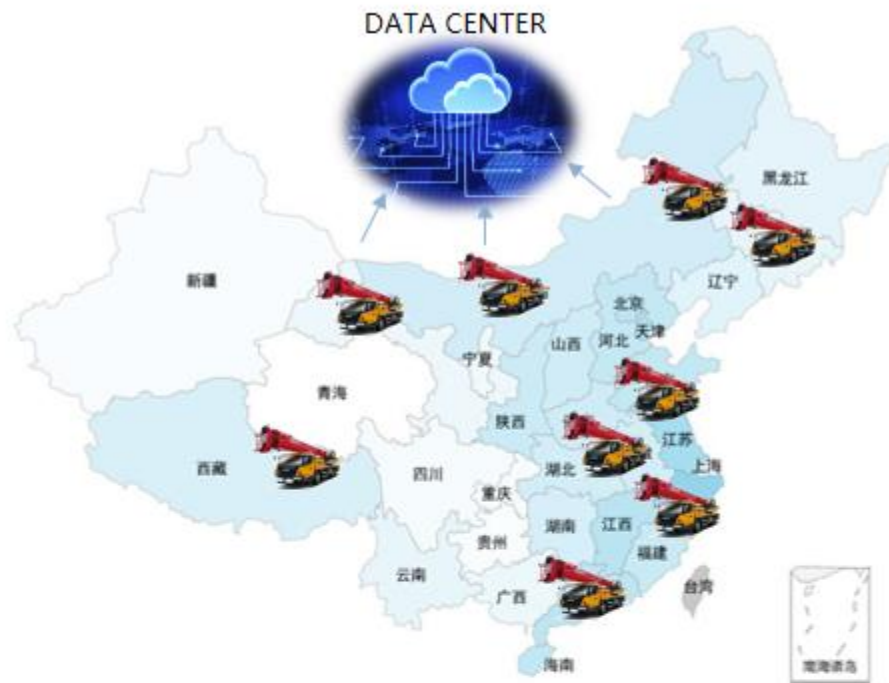 DATA CENTER
黑龙江
新疆
辽宁
北京
天津
河北
山西
宁夏
青海
陕西
江苏
西藏
上海
四川
湖北
重庆
湖南
江西
贵州
福建
云南
台湾
广西
海南
南海诸岛